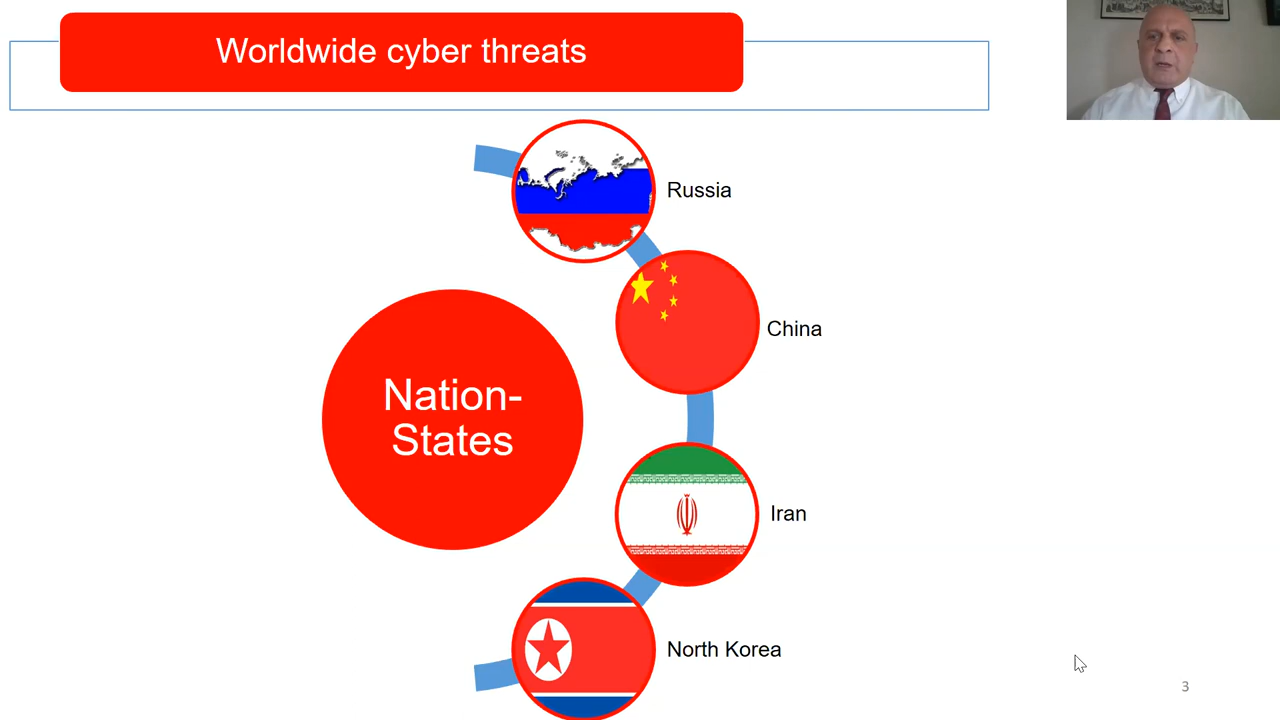 Worldwide cyber threats
Russia
China
Nation-
States
Iran
North Korea
3